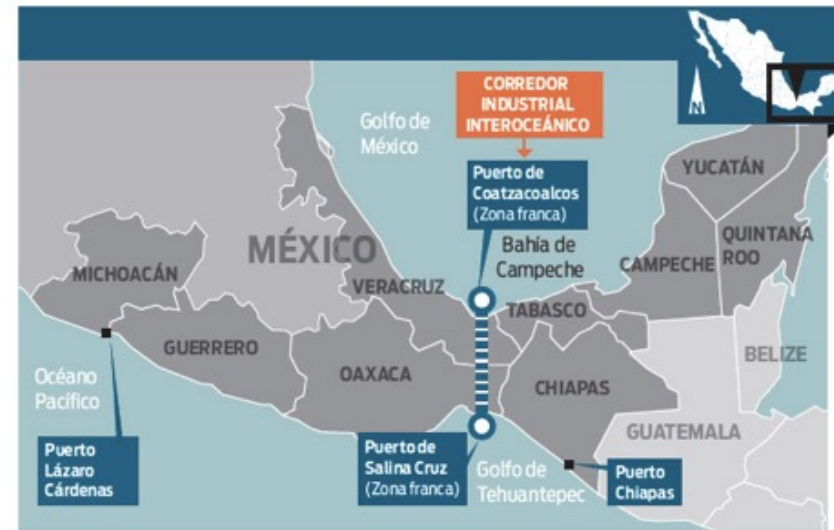 N
CORREDOR
INDUSTRIAL
INTEROCEÁNICO
Golfo de
México
Puerto de
Coatzacoalcos
(Zona franca)
YUCATÁN
QUINTANA
ROO
CAMPECHE
Bahía de
Campeche
MÉXICO
MICHOACÁN
VERACRUZ
TABASCO
GUERRERO
OAXACA
CHIAPAS
BELIZE
Océano
Pacífico
GUATEMALA
Puerto
Lázaro
Cárdenas
Puerto de
Salina Cruz
(Zona franca)
Golfo de
Tehuantepec
Puerto
Chiapas